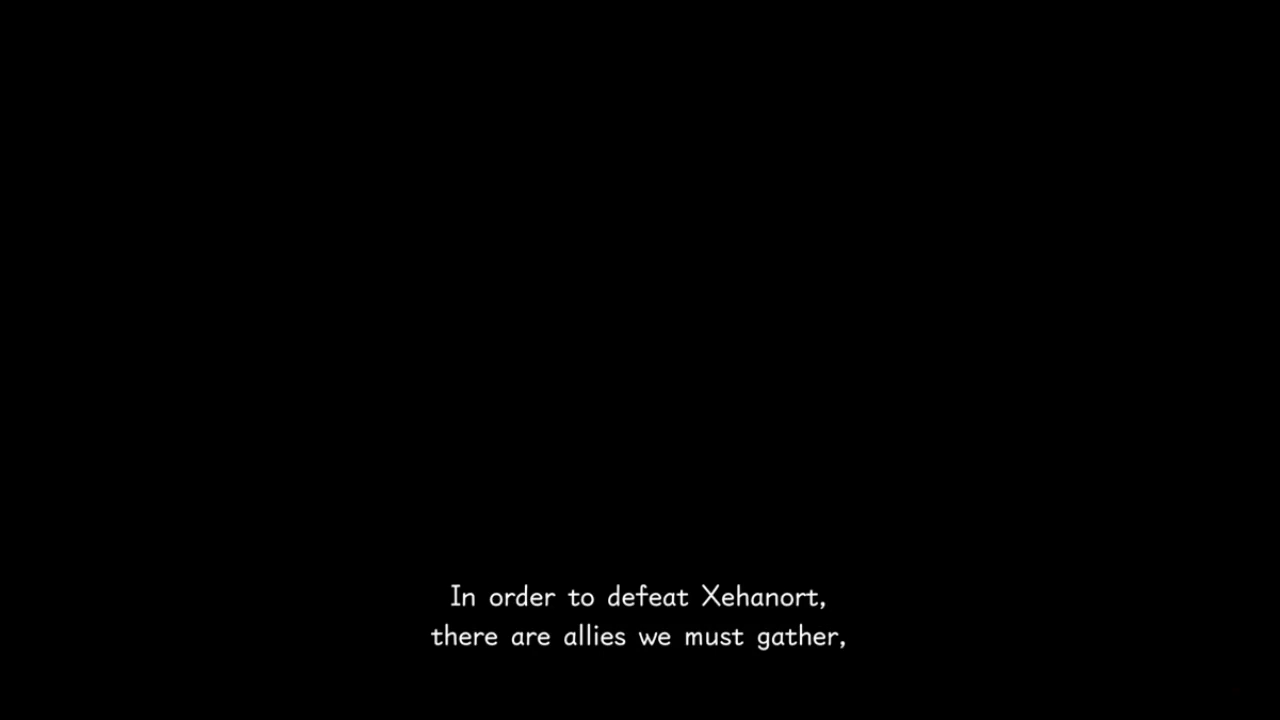 In order to defeat Xehanort,
there are allies we must gather,